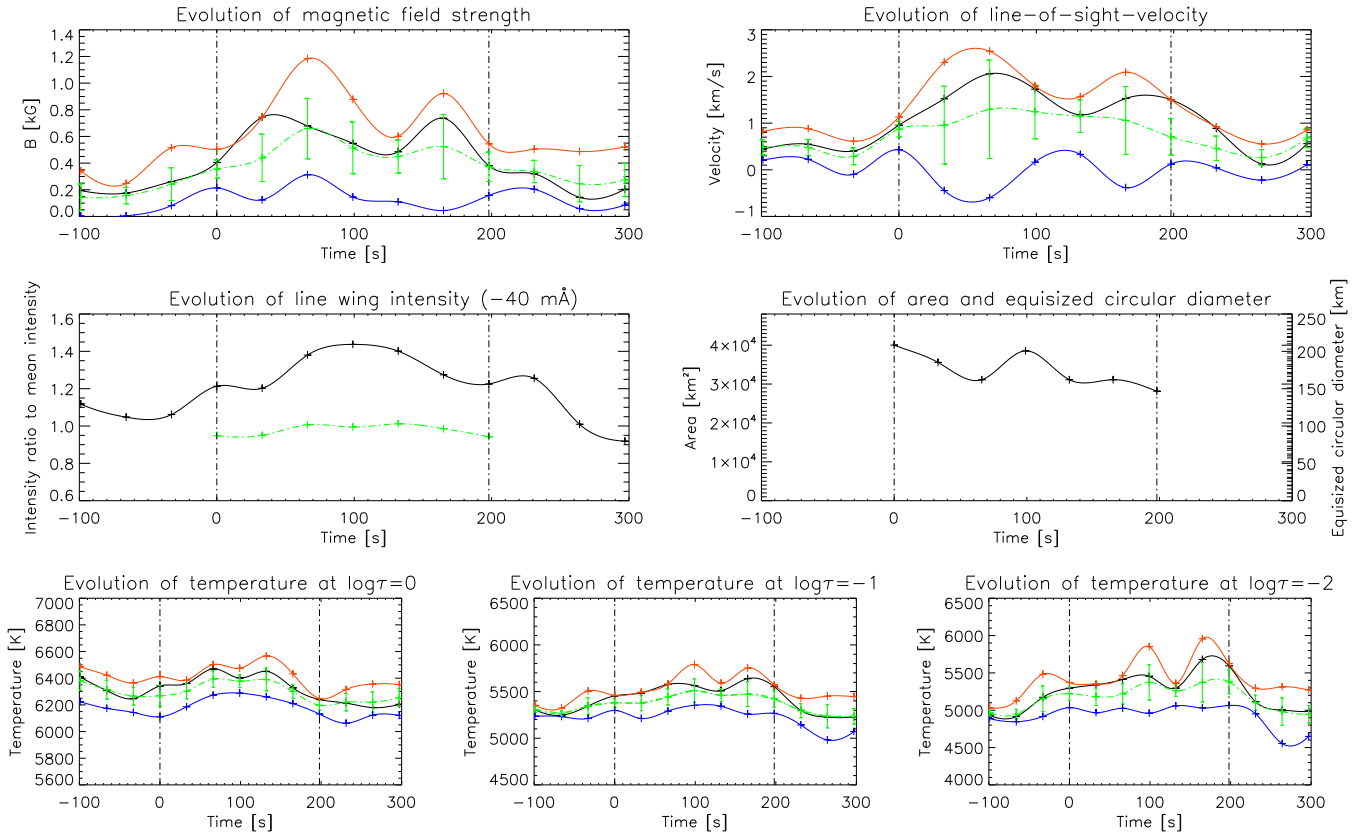 Evolution of magnetic field strength
B [kG]
1.4
1.2
1.0
0.8
0.6
0.4
0.2
0.0
−100 0 100 200 300
Time [s]
Evolution of line−of−sight−velocity
Velocity [km/s]
3
2
1
0
−1
−100 0 100 200 300
Time [s]
Evolution of line wing intensity (−40 mÅ)
Intensity ratio to mean intensity
1.6
1.4
1.2
1.0
0.8
0.6
−100 0 100 200 300
Time [s]
Evolution of area and equisized circular diameter
Area [km²]
4×10⁴
3×10⁴
2×10⁴
1×10⁴
0
−100 0 100 200 300
Time [s]
Equisized circular diameter [km]
250
200
150
100
50
0
Evolution of temperature at logτ=0
Temperature [K]
7000
6800
6600
6400
6200
6000
5800
5600
−100 0 100 200 300
Time [s]
Evolution of temperature at logτ=−1
Temperature [K]
6500
6000
5500
5000
4500
−100 0 100 200 300
Time [s]
Evolution of temperature at logτ=−2
Temperature [K]
6500
6000
5500
5000
4500
4000
−100 0 100 200 300
Time [s]